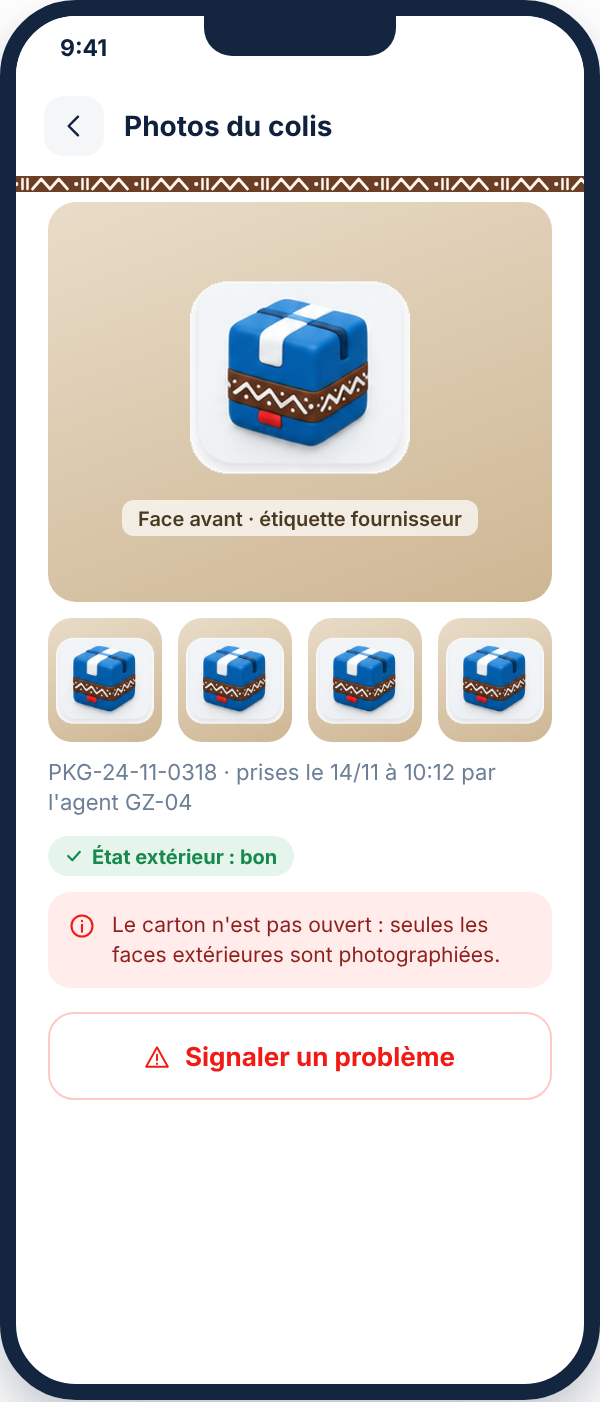 9:41
Photos du colis
Face avant · étiquette fournisseur
PKG-24-11-0318 · prises le 14/11 à 10:12 par
l'agent GZ-04
État extérieur : bon
Le carton n'est pas ouvert : seules les
faces extérieures sont photographiées.
Signaler un problème